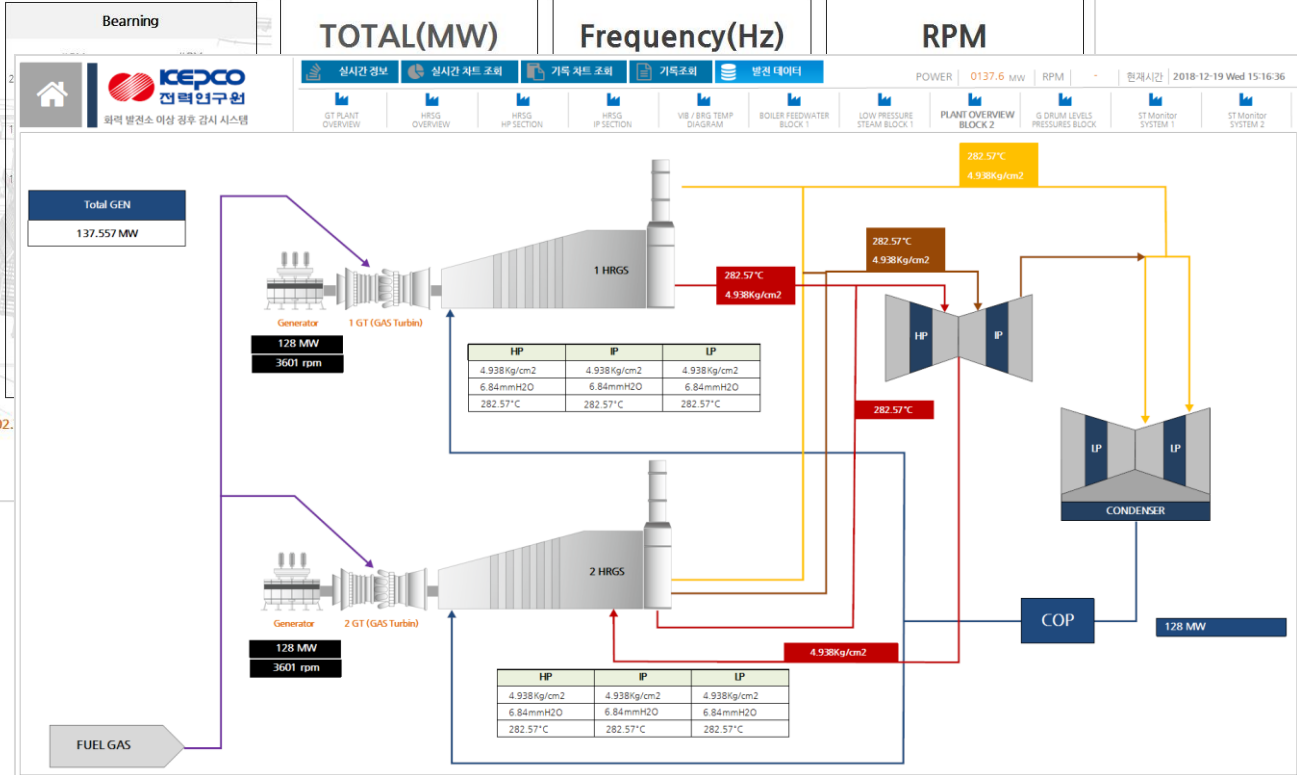 Bearning
TOTAL(MW)
Frequency(Hz)
RPM
KEPCO
전력연구원
화력 발전소 이상 징후 감시 시스템
실시간 정보
실시간 차트 조회
기록 차트 조회
기록조회
발전 데이터
POWER 0137.6 MW RPM - 현재시간 2018-12-19 Wed 15:16:36
GT PLANT
OVERVIEW
HRSG
OVERVIEW
HRSG
HP SECTION
HRSG
IP SECTION
VIB / BRG TEMP
DIAGRAM
BOILER FEEDWATER
BLOCK 1
LOW PRESSURE
STEAM BLOCK 1
PLANT OVERVIEW
BLOCK 2
G DRUM LEVELS
PRESSURES BLOCK
ST Monitor
SYSTEM 1
ST Monitor
SYSTEM 2
Total GEN
137.557 MW
282.57°C
4.938Kg/cm2
282.57°C
4.938Kg/cm2
1 HRGS
282.57°C
4.938Kg/cm2
Generator
1 GT (GAS Turbin)
128 MW
3601 rpm
HP
IP
HP IP LP
4.938Kg/cm2 4.938Kg/cm2 4.938Kg/cm2
6.84mmH2O 6.84mmH2O 6.84mmH2O
282.57°C 282.57°C 282.57°C
282.57°C
02.
LP
LP
CONDENSER
2 HRGS
Generator
2 GT (GAS Turbin)
128 MW
3601 rpm
COP
128 MW
4.938Kg/cm2
HP IP LP
4.938Kg/cm2 4.938Kg/cm2 4.938Kg/cm2
6.84mmH2O 6.84mmH2O 6.84mmH2O
282.57°C 282.57°C 282.57°C
FUEL GAS